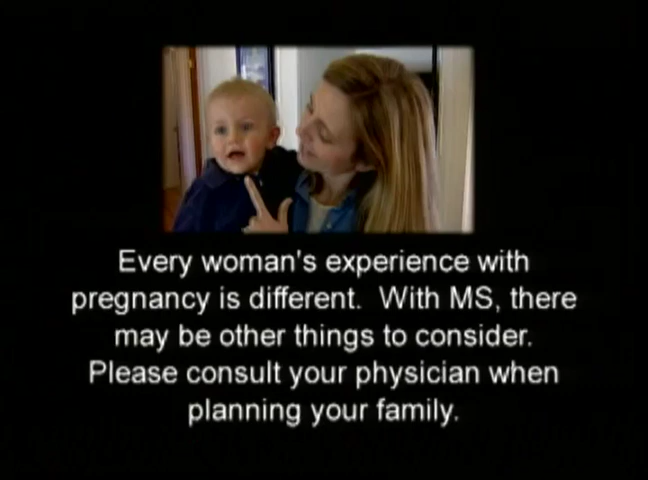 Every woman's experience with
pregnancy is different.  With MS, there
may be other things to consider.
Please consult your physician when
planning your family.